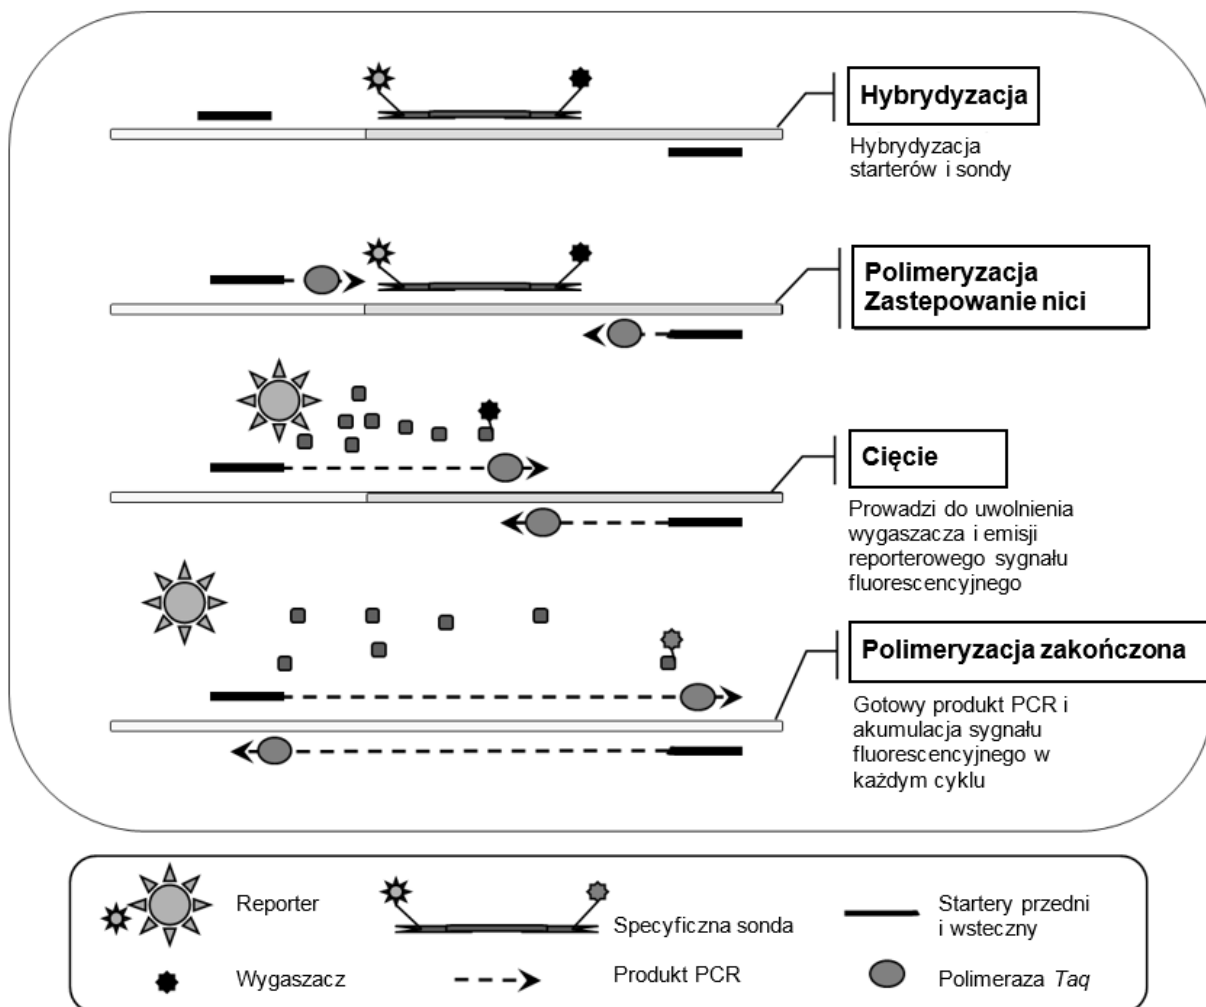 Hybrydyzacja
Hybrydyzacja
starterów i sondy
Polimeryzacja
Zastepowanie nici
Cięcie
Prowadzi do uwolnienia
wygaszacza i emisji
reporterowego sygnału
fluorescencyjnego
Polimeryzacja zakończona
Gotowy produkt PCR i
akumulacja sygnału
fluorescencyjnego w
każdym cyklu
Reporter
Specyficzna sonda
Startery przedni
i wsteczny
Wygaszacz
Produkt PCR
Polimeraza Taq